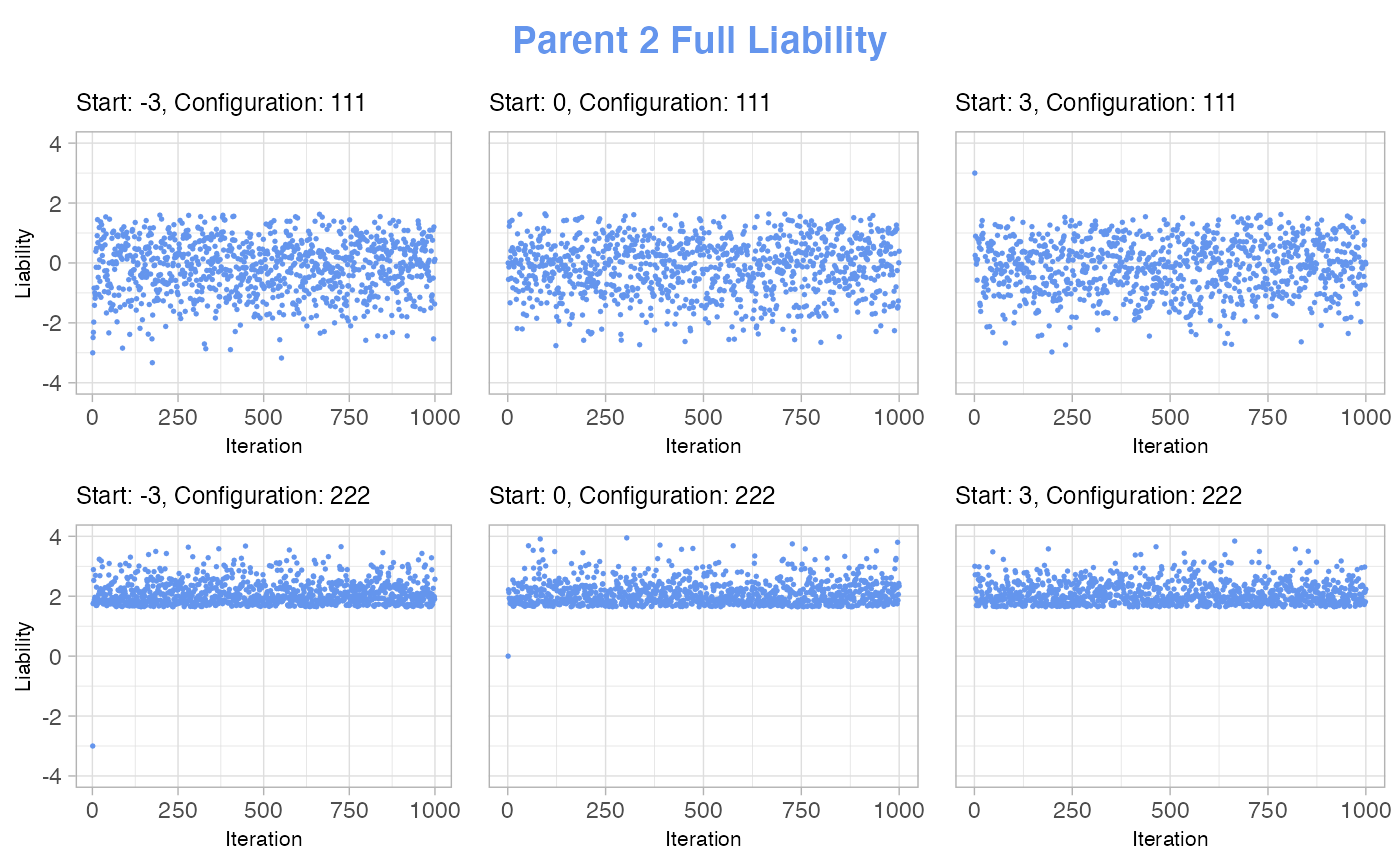 Parent 2 Full Liability
Start: -3, Configuration: 111
Start: 0, Configuration: 111
Start: 3, Configuration: 111
Liability
4
2
0
-2
-4
0 250 500 750 1000
0 250 500 750 1000
0 250 500 750 1000
Iteration
Iteration
Iteration
Start: -3, Configuration: 222
Start: 0, Configuration: 222
Start: 3, Configuration: 222
Liability
4
2
0
-2
-4
0 250 500 750 1000
0 250 500 750 1000
0 250 500 750 1000
Iteration
Iteration
Iteration